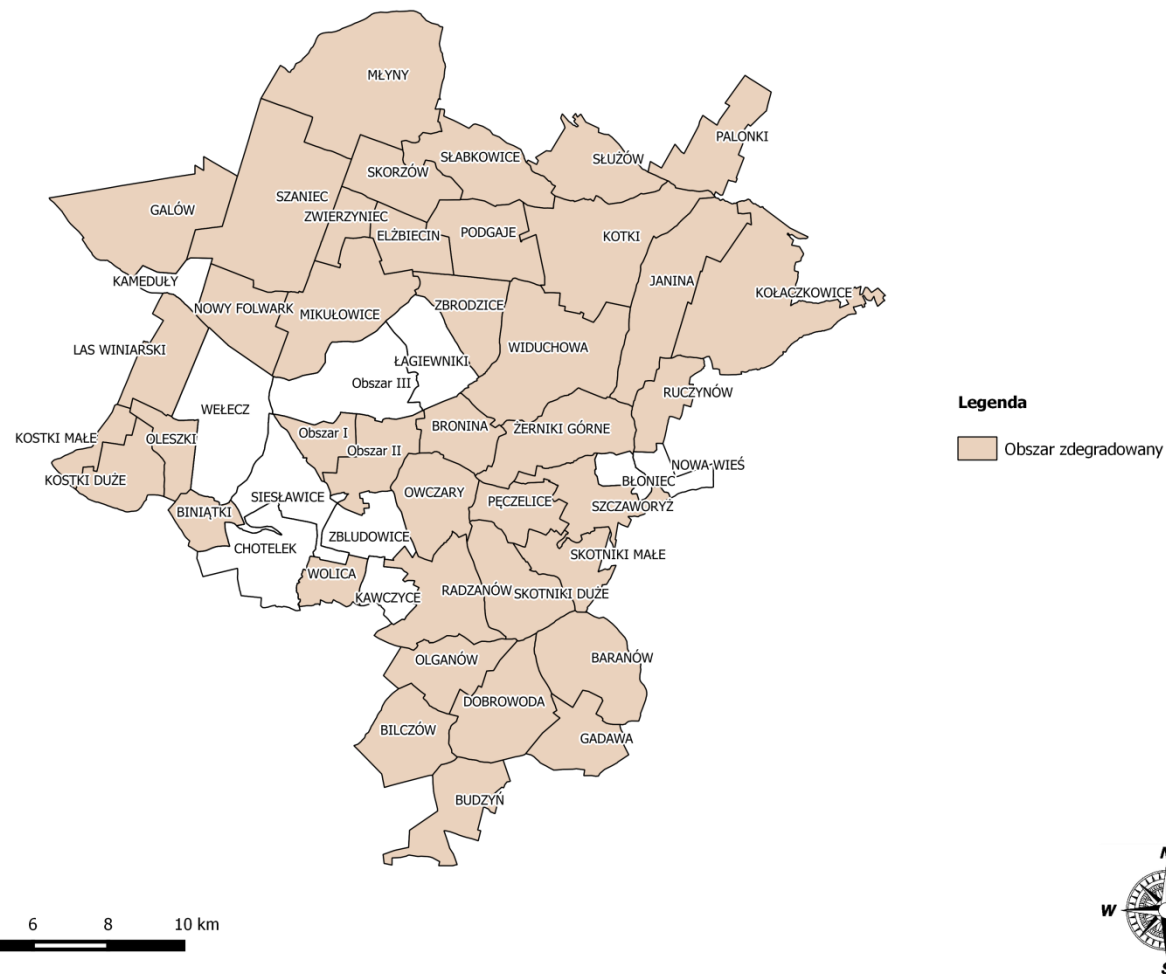 MŁYNY
PALONKI
SŁABKOWICE
SŁUŻÓW
SKORZÓW
SZANIEC
GALÓW
ZWIERZYNIEC
ELŻBIECIN
PODGAJE
KOTKI
KAMEDUŁY
JANINA
KOŁACZKOWICE
NOWY FOLWARK
MIKUŁOWICE
ZBRODZICE
LAS WINIARSKI
WIDUCHOWA
ŁAGIEWNIKI
Obszar III
RUCZYNÓW
WEŁECZ
Legenda
KOSTKI MAŁE
OLESZKI
Obszar I
BRONINA
ŻERNIKI GÓRNE
Obszar II
Obszar zdegradowany
NOWA WIEŚ
KOSTKI DUŻE
BŁONIEC
SIESŁAWICE
OWCZARY
PĘCZELICE
SZCZAWORYŻ
BINIĄTKI
ZBLUDOWICE
CHOTELEK
SKOTNIKI MAŁE
WOLICA
RADZANÓW
SKOTNIKI DUŻE
KAWCZYCE
OLGANÓW
BARANÓW
DOBROWODA
BILCZÓW
GADAWA
BUDZYŃ
N
W
S
6 8 10 km